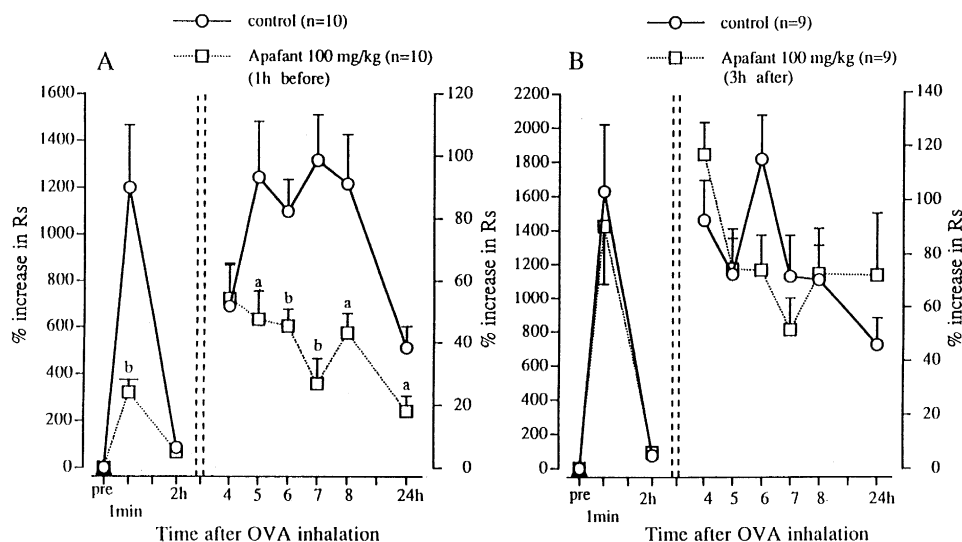 control (n=10)
Apafant 100 mg/kg (n=10)
(1h before)
A
% increase in Rs
1600
1400
1200
1000
800
600
400
200
0
120
100
80
60
40
20
0
% increase in Rs
a
b
a
b
b
a
pre
1min
2h
4
5
6
7
8
24h
Time after OVA inhalation
control (n=9)
Apafant 100 mg/kg (n=9)
(3h after)
B
% increase in Rs
2200
2000
1800
1600
1400
1200
1000
800
600
400
200
0
140
120
100
80
60
40
20
0
% increase in Rs
pre
1min
2h
4
5
6
7
8
24h
Time after OVA inhalation